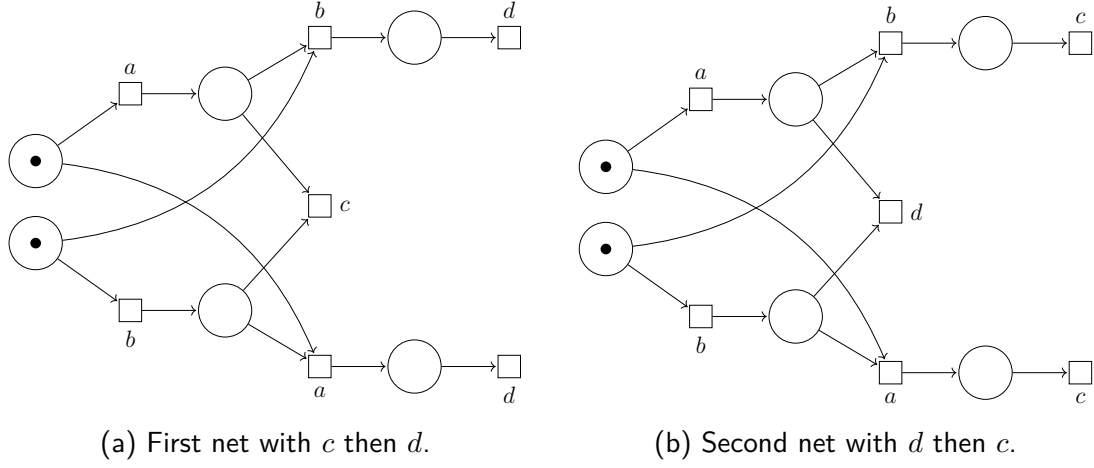 b
d
a
c
b
a
d
(a) First net with c then d.
b
c
a
d
b
a
c
(b) Second net with d then c.